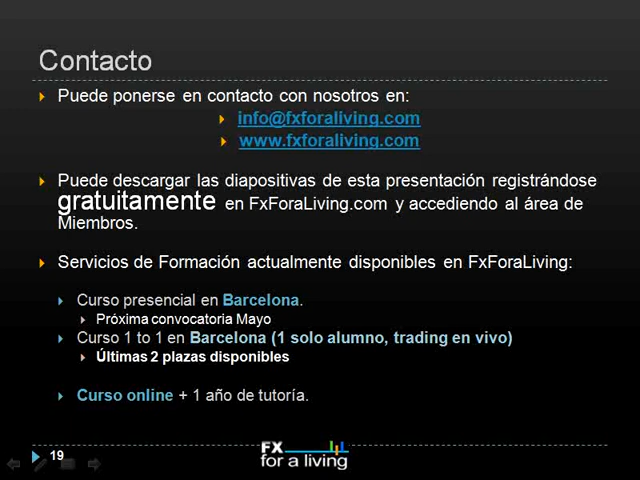 Contacto
Puede ponerse en contacto con nosotros en:
info@fxforaliving.com
www.fxforaliving.com
Puede descargar las diapositivas de esta presentación registrándose
gratuitamente en FxForaLiving.com y accediendo al área de
Miembros.
Servicios de Formación actualmente disponibles en FxForaLiving:
Curso presencial en Barcelona.
Próxima convocatoria Mayo
Curso 1 to 1 en Barcelona (1 solo alumno, trading en vivo)
Últimas 2 plazas disponibles
Curso online + 1 año de tutoría.
19
FX
for a living